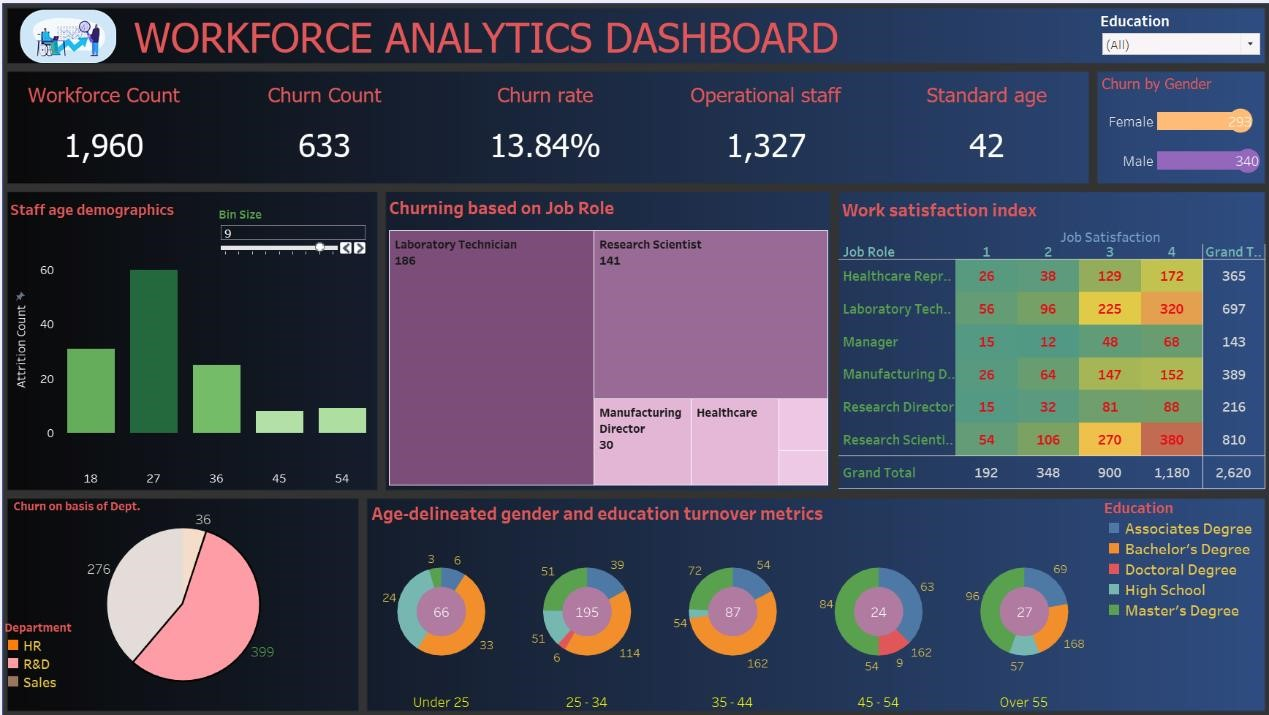 WORKFORCE ANALYTICS DASHBOARD
Education
(All)
Workforce Count
1,960
Churn Count
633
Churn rate
13.84%
Operational staff
1,327
Standard age
42
Churn by Gender
Female 293
Male 340
Staff age demographics
Bin Size
9
Attrition Count
60
40
20
0
18 27 36 45 54
Churning based on Job Role
Laboratory Technician
186
Research Scientist
141
Manufacturing
Director
30
Healthcare
Work satisfaction index
Job Satisfaction
Job Role 1 2 3 4 Grand T..
Healthcare Repr.. 26 38 129 172 365
Laboratory Tech.. 56 96 225 320 697
Manager 15 12 48 68 143
Manufacturing D.. 26 64 147 152 389
Research Director 15 32 81 88 216
Research Scienti.. 54 106 270 380 810
Grand Total 192 348 900 1,180 2,620
Churn on basis of Dept.
36
276
399
Department
HR
R&D
Sales
Age-delineated gender and education turnover metrics
3 6
24
66
33
Under 25
51 39
195
51
6
114
25 - 34
72 54
87
54
162
35 - 44
63
84
24
54 9 162
45 - 54
69
96
27
168
57
Over 55
Education
Associates Degree
Bachelor's Degree
Doctoral Degree
High School
Master's Degree